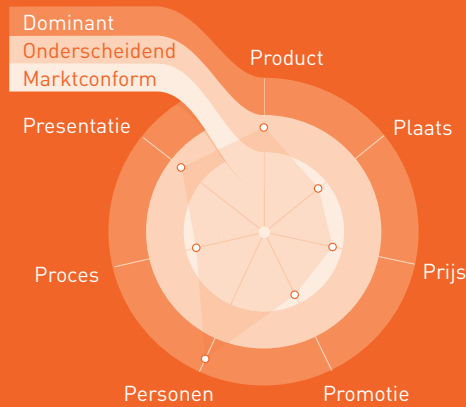 Dominant
Onderscheidend
Marktconform
Product
Plaats
Prijs
Promotie
Personen
Proces
Presentatie